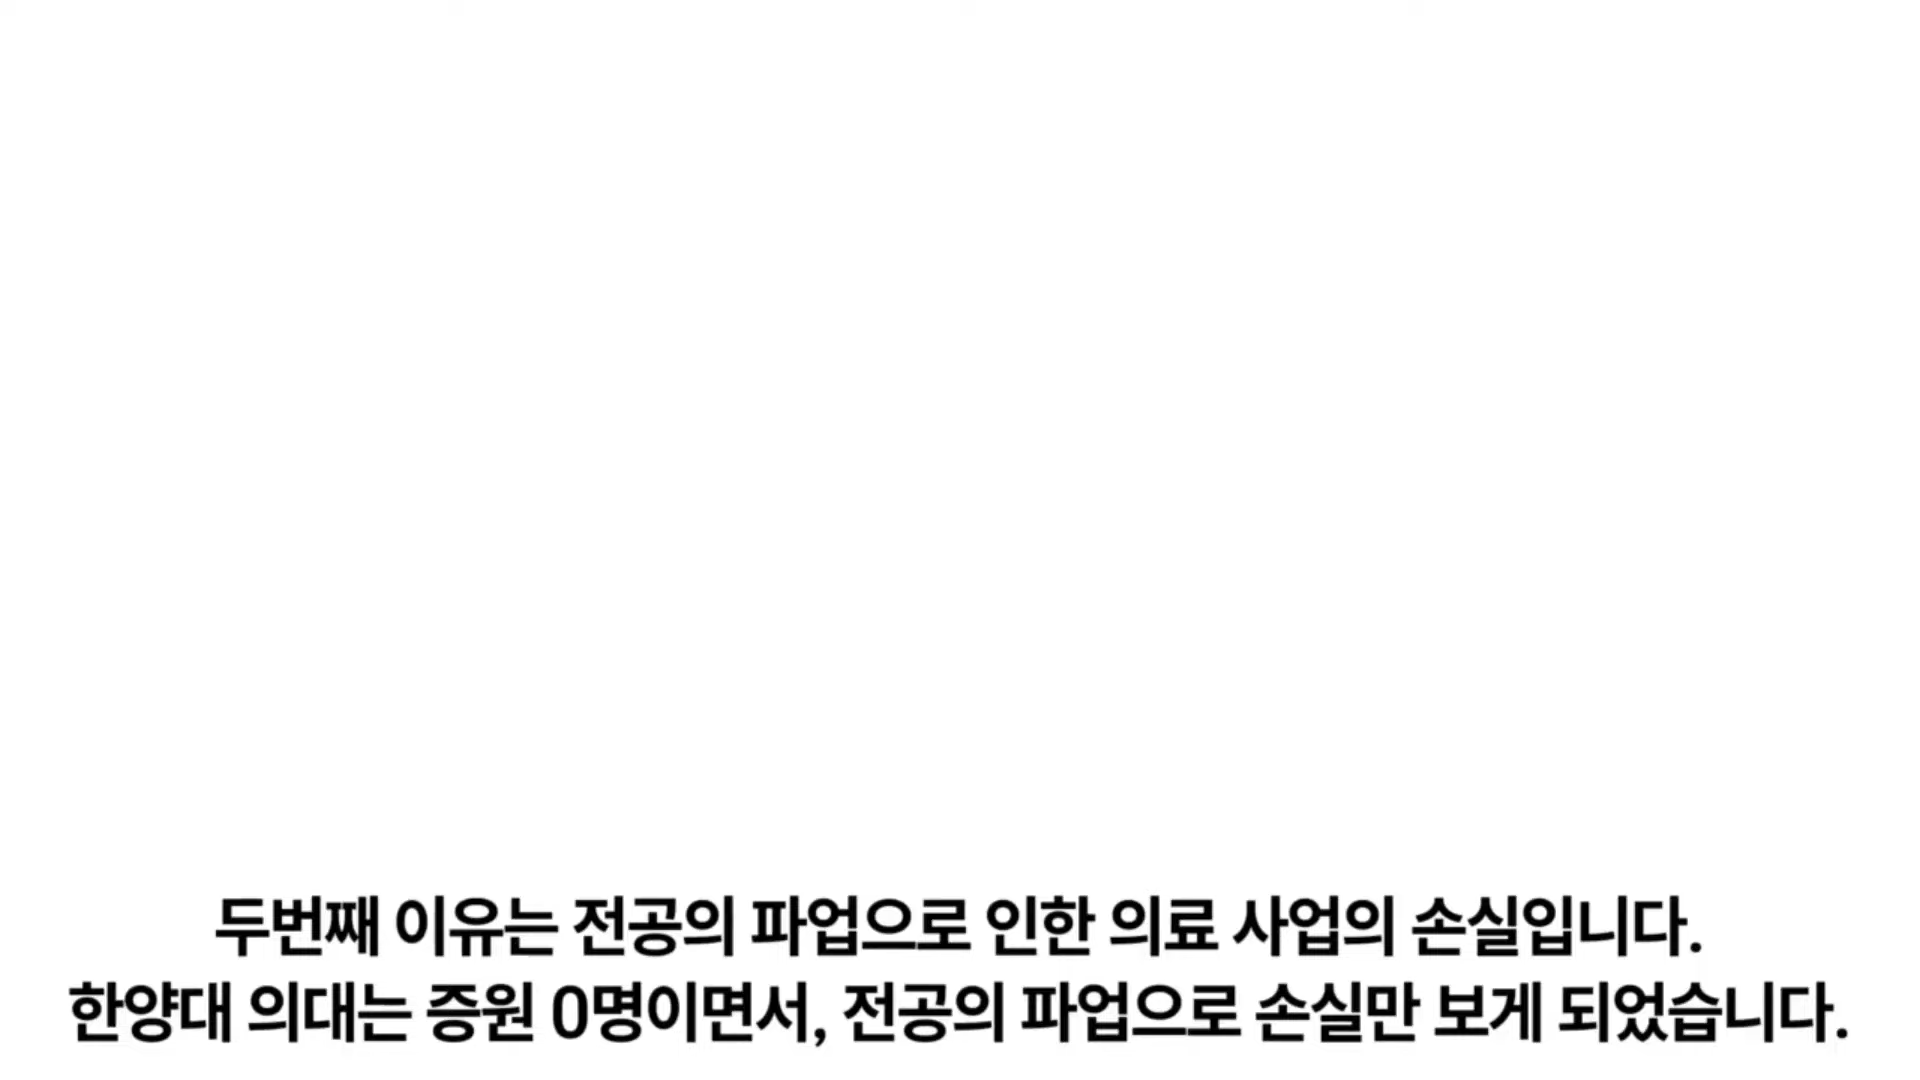 두번째 이유는 전공의 파업으로 인한 의료 사업의 손실입니다.
한양대 의대는 증원 0명이면서, 전공의 파업으로 손실만 보게 되었습니다.